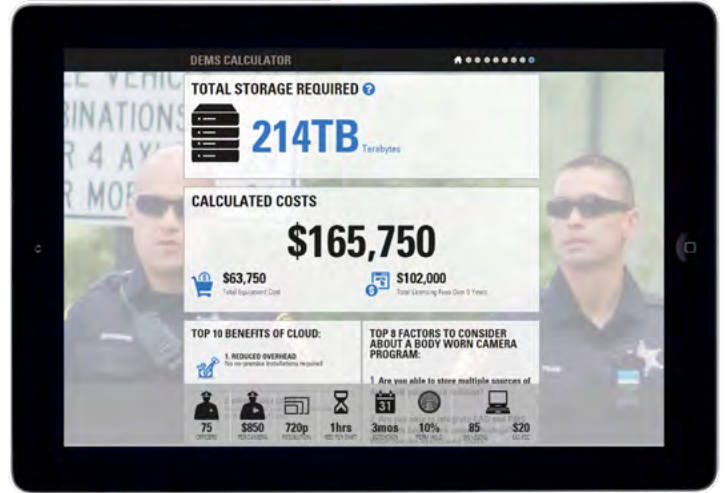 DEMS CALCULATOR
TOTAL STORAGE REQUIRED ?
214TB Terabytes
CALCULATED COSTS
$165,750
$63,750
Total Equipment Cost
$102,000
Total Licensing Fees Over 5 Years
TOP 10 BENEFITS OF CLOUD:
1. REDUCED OVERHEAD
No on-premise installations required
TOP 8 FACTORS TO CONSIDER
ABOUT A BODY WORN CAMERA
PROGRAM:
1 Are you able to store multiple sources of
31
75
$850
720p
1hrs
3mos
10%
85
$20
OFFICERS
PER CAMERA
RESOLUTION
RETENTION